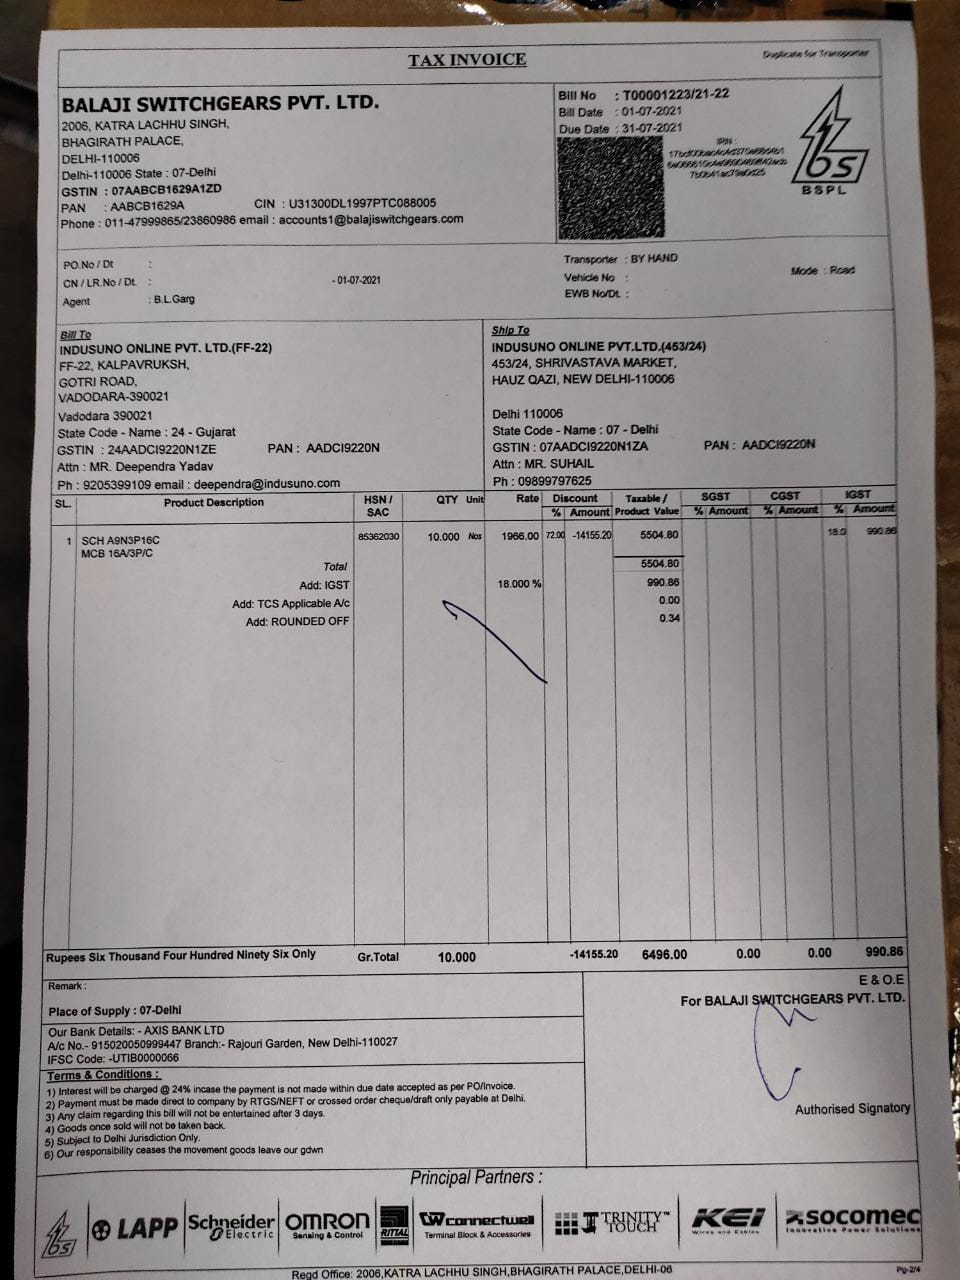 TAX INVOICE
Duplicate for Transporter
BALAJI SWITCHGEARS PVT. LTD.
2006, KATRA LACHHU SINGH,
BHAGIRATH PALACE,
DELHI-110006
Delhi-110006 State : 07-Delhi
GSTIN : 07AABCB1629A1ZD
PAN : AABCB1629A CIN : U31300DL1997PTC088005
Phone : 011-47999865/23860986 email : accounts1@balajiswitchgears.com
Bill No : T00001223/21-22
Bill Date : 01-07-2021
Due Date : 31-07-2021
IRN :
BSPL
PO.No / Dt :
CN / LR.No / Dt. : - 01-07-2021
Agent : B.L.Garg
Transporter : BY HAND
Vehicle No :
EWB No/Dt. :
Mode : Road
Bill To
INDUSUNO ONLINE PVT. LTD.(FF-22)
FF-22, KALPAVRUKSH,
GOTRI ROAD,
VADODARA-390021
Vadodara 390021
State Code - Name : 24 - Gujarat
GSTIN : 24AADCI9220N1ZE PAN : AADCI9220N
Attn : MR. Deependra Yadav
Ph : 9205399109 email : deependra@indusuno.com
Ship To
INDUSUNO ONLINE PVT.LTD.(453/24)
453/24, SHRIVASTAVA MARKET,
HAUZ QAZI, NEW DELHI-110006
Delhi 110006
State Code - Name : 07 - Delhi
GSTIN : 07AADCI9220N1ZA PAN : AADCI9220N
Attn : MR. SUHAIL
Ph : 09899797625
SL. Product Description HSN / SAC QTY Unit Rate Discount % Amount Taxable / Product Value SGST % Amount CGST % Amount IGST % Amount
1 SCH A9N3P16C 85362030 10.000 Nos 1966.00 72.00 -14155.20 5504.80 18.0 990.86
MCB 16A/3P/C
Total 5504.80
Add: IGST 18.000 % 990.86
Add: TCS Applicable A/c 0.00
Add: ROUNDED OFF 0.34
Rupees Six Thousand Four Hundred Ninety Six Only Gr.Total 10.000 -14155.20 6496.00 0.00 0.00 990.86
Remark :
Place of Supply : 07-Delhi
Our Bank Details: - AXIS BANK LTD
A/c No.- 915020050999447 Branch:- Rajouri Garden, New Delhi-110027
IFSC Code: -UTIB0000066
Terms & Conditions :
1) Interest will be charged @ 24% incase the payment is not made within due date accepted as per PO/Invoice.
2) Payment must be made direct to company by RTGS/NEFT or crossed order cheque/draft only payable at Delhi.
3) Any claim regarding this bill will not be entertained after 3 days.
4) Goods once sold will not be taken back.
5) Subject to Delhi Jurisdiction Only.
6) Our responsibility ceases the movement goods leave our gdwn
E & O.E
For BALAJI SWITCHGEARS PVT. LTD.
Authorised Signatory
Principal Partners :
bs LAPP Schneider Electric OMRON Sensing & Control RITTAL connectwell Terminal Block & Accessories TRINITY TOUCH™ KEI Wires and Cables socomec Innovative Power Solutions
Regd Office: 2006,KATRA LACHHU SINGH,BHAGIRATH PALACE,DELHI-06
Pg-2/4